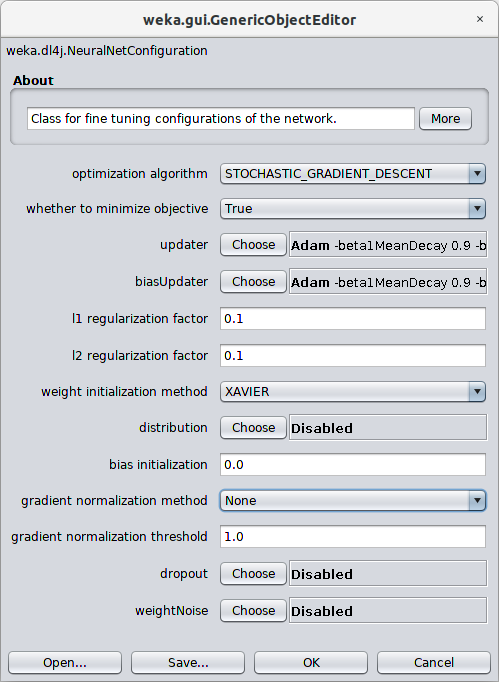 weka.gui.GenericObjectEditor ×
weka.dl4j.NeuralNetConfiguration
About
Class for fine tuning configurations of the network. More
optimization algorithm STOCHASTIC_GRADIENT_DESCENT
whether to minimize objective True
updater Choose Adam -beta1MeanDecay 0.9 -b
biasUpdater Choose Adam -beta1MeanDecay 0.9 -b
l1 regularization factor 0.1
l2 regularization factor 0.1
weight initialization method XAVIER
distribution Choose Disabled
bias initialization 0.0
gradient normalization method None
gradient normalization threshold 1.0
dropout Choose Disabled
weightNoise Choose Disabled
Open... Save... OK Cancel